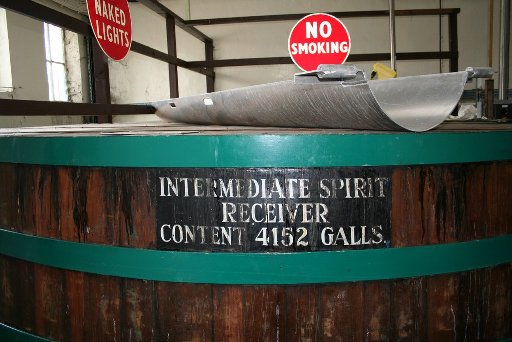 NAKED
LIGHTS
NO
SMOKING
INTERMEDIATE SPIRIT
RECEIVER
CONTENT 4152 GALLS.